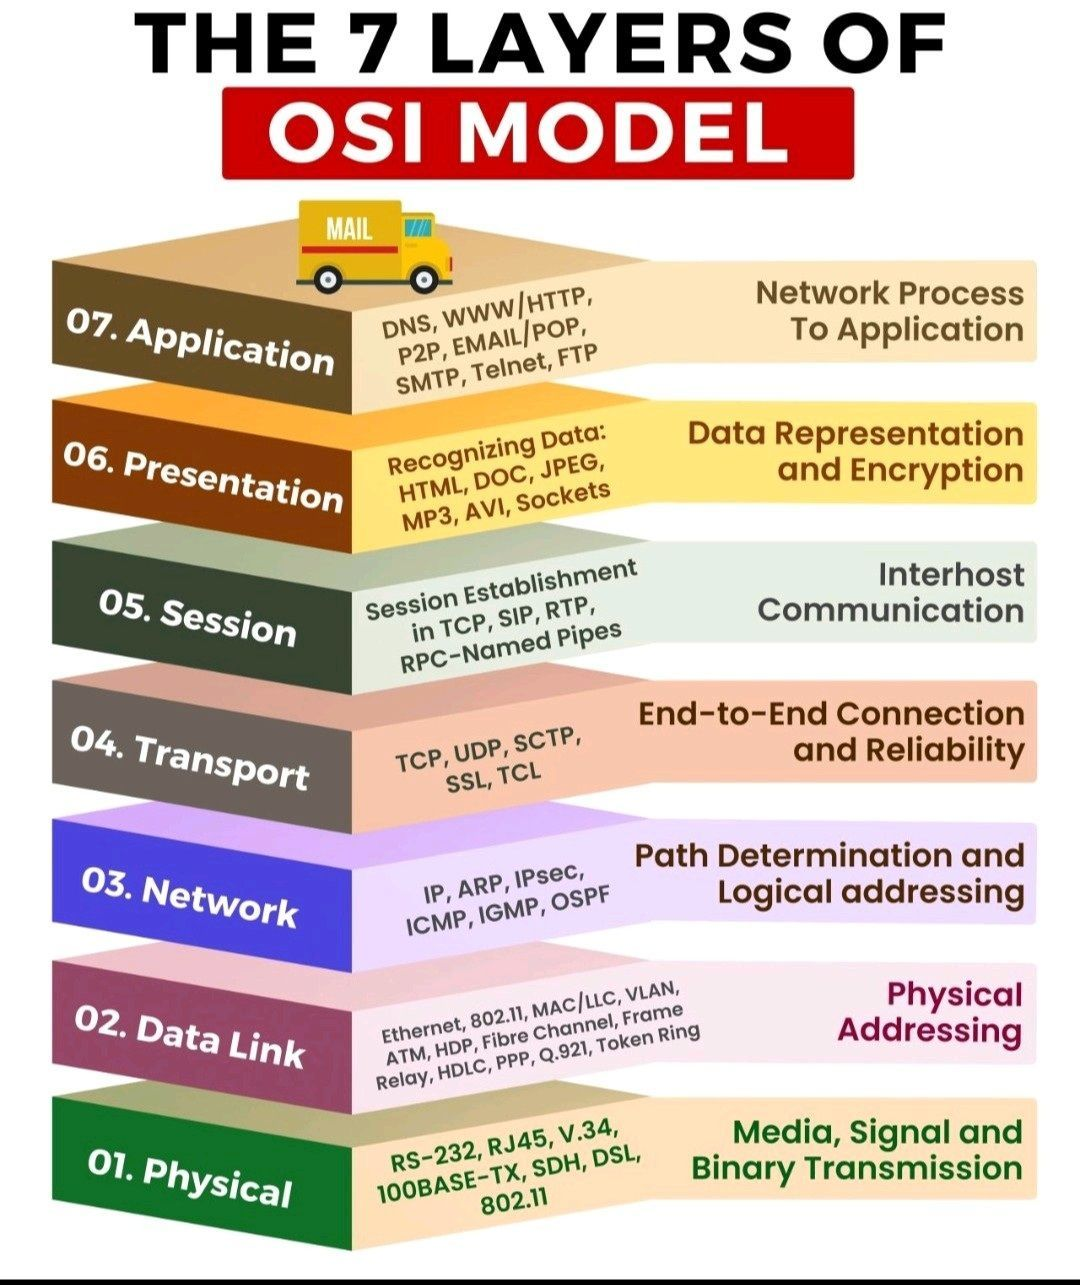 THE 7 LAYERS OF
OSI MODEL
MAIL
07. Application
DNS, WWW/HTTP,
P2P, EMAIL/POP,
SMTP, Telnet, FTP
Network Process
To Application
06. Presentation
Recognizing Data:
HTML, DOC, JPEG,
MP3, AVI, Sockets
Data Representation
and Encryption
05. Session
Session Establishment
in TCP, SIP, RTP,
RPC-Named Pipes
Interhost
Communication
04. Transport
TCP, UDP, SCTP,
SSL, TCL
End-to-End Connection
and Reliability
03. Network
IP, ARP, IPsec,
ICMP, IGMP, OSPF
Path Determination and
Logical addressing
02. Data Link
Ethernet, 802.11, MAC/LLC, VLAN,
ATM, HDP, Fibre Channel, Frame
Relay, HDLC, PPP, Q.921, Token Ring
Physical
Addressing
01. Physical
RS-232, RJ45, V.34,
100BASE-TX, SDH, DSL,
802.11
Media, Signal and
Binary Transmission